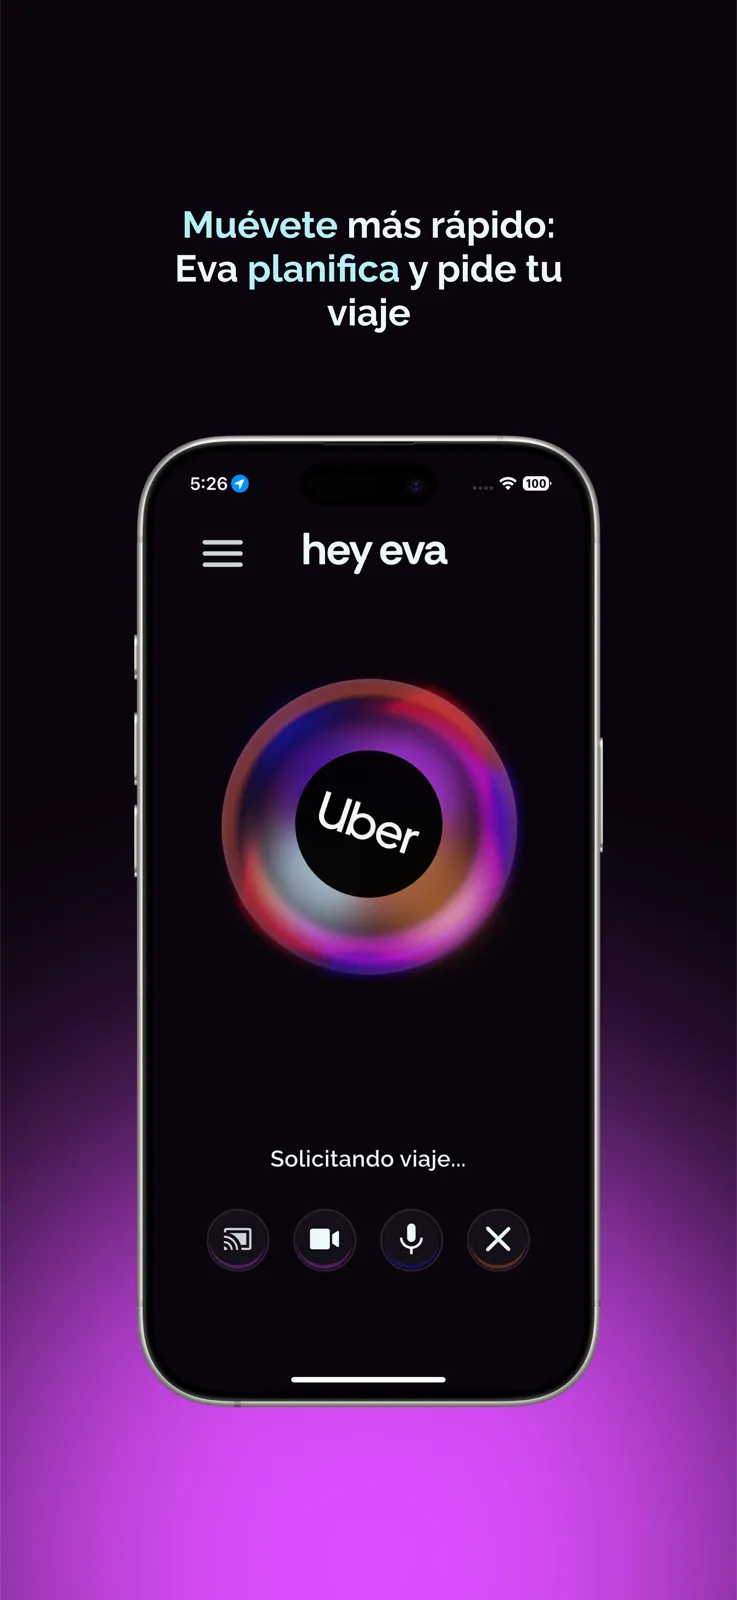 Muévete más rápido:
Eva planifica y pide tu
viaje
5:26
100
hey eva
Uber
Solicitando viaje...